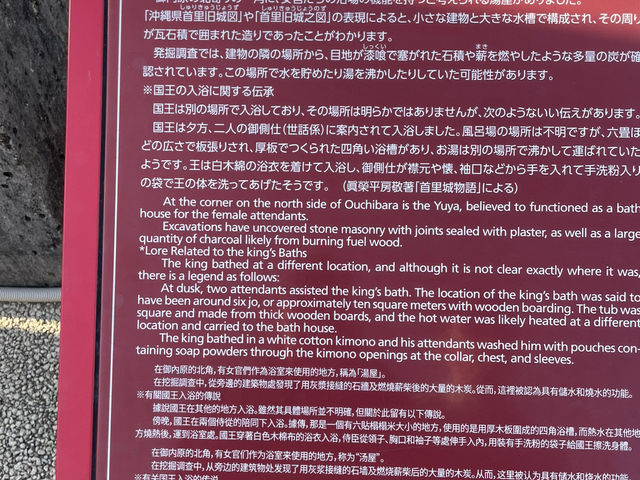 「沖縄県首里旧城図」や「首里旧城之図」の表現によると、小さな建物と大きな水槽で構成され、その周り
が瓦石積で囲まれた造りであったことがわかります。
発掘調査では、建物の隣の場所から、目地が漆喰で塞がれた石積や薪を燃やしたような多量の炭が確
認されています。この場所で水を貯めたり湯を沸かしたりしていた可能性があります。
※国王の入浴に関する伝承
国王は別の場所で入浴しており、その場所は明らかではありませんが、次のようないい伝えがあります。
国王は夕方、二人の御側仕(世話係)に案内されて入浴しました。風呂場の場所は不明ですが、六畳ほ
どの広さで板張りされ、厚板でつくられた四角い浴槽があり、お湯は別の場所で沸かして運ばれていた
ようです。王は白木綿の浴衣を着けて入浴し、御側仕が襟元や懐、袖口などから手を入れて手洗粉入り
の袋で王の体を洗ってあげたそうです。 (眞榮平房敬著「首里城物語」による)
At the corner on the north side of Ouchibara is the Yuya, believed to functioned as a bath
house for the female attendants.
Excavations have uncovered stone masonry with joints sealed with plaster, as well as a large
quantity of charcoal likely from burning fuel wood.
*Lore Related to the king's Baths
The king bathed at a different location, and although it is not clear exactly where it was,
there is a legend as follows:
At dusk, two attendants assisted the king's bath. The location of the king's bath was said to
have been around six jo, or approximately ten square meters with wooden boarding. The tub was
square and made from thick wooden boards, and the hot water was likely heated at a different
location and carried to the bath house.
The king bathed in a white cotton kimono and his attendants washed him with pouches con-
taining soap powders through the kimono openings at the collar, chest, and sleeves.
在御內原的北角,有女官們作為浴室來使用的地方,稱為「湯屋」。
在挖掘調查中,從旁邊的建築物處發現了用灰漿接縫的石牆及燃燒薪柴後的大量的木炭。從而,這裡被認為具有儲水和燒水的功能。
※有關國王入浴的傳說
據說國王在其他的地方入浴。雖然其具體場所並不明確,但關於此留有以下傳說。
傍晚,國王在兩個侍從的陪同下入浴。據傳,那是一個有六貼榻榻米大小的地方,使用的是用厚木板圍成的四角浴槽,而熱水在其他地
方燒熱後,運到浴室處。國王穿著白色木棉布的浴衣入浴,侍臣從領子、胸口和袖子等處伸手入內,用裝有手洗粉的袋子給國王擦洗身體。
在御内原的北角,有女官们作为浴室来使用的地方,称为“汤屋”。
在挖掘调查中,从旁边的建筑物处发现了用灰浆接缝的石墙及燃烧薪柴后的大量的木炭。从而,这里被认为具有储水和烧水的功能。
※有关国王入浴的传说